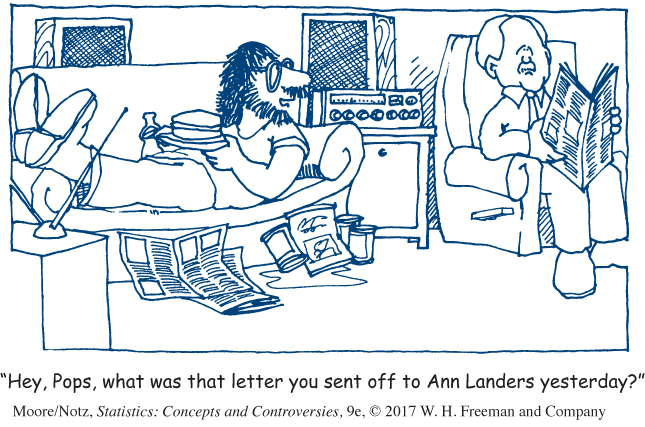 “Hey, Pops, what was that letter you sent off to Ann Landers yesterday?”
Moore/Notz, Statistics: Concepts and Controversies, 9e, © 2017 W. H. Freeman and Company